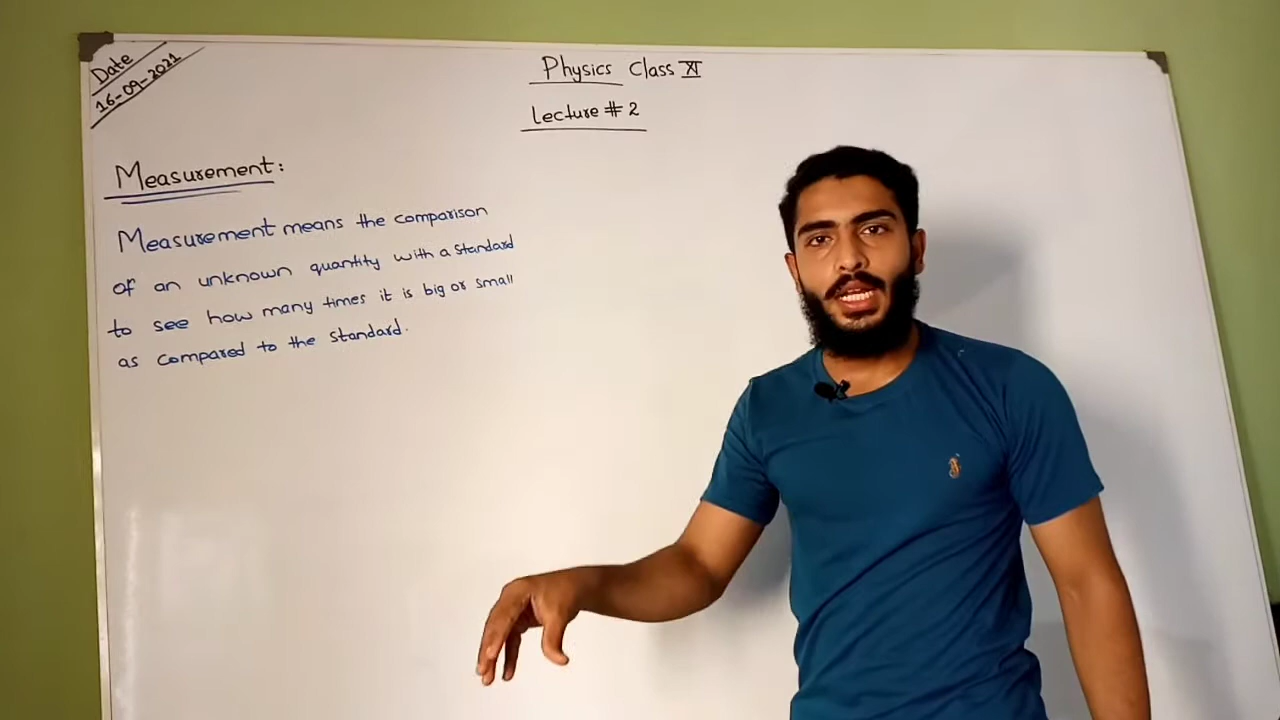 Date
16-09-2021
Physics Class XI
Lecture # 2
Measurement:
Measurement means the comparison
of an unknown quantity with a standard
to see how many times it is big or small
as compared to the standard.